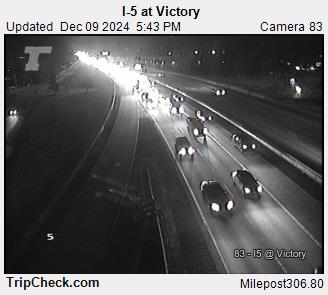 I-5 at Victory
Updated Dec 09 2024 5:43 PM Camera 83
T
S
83 - I5 @ Victory
TripCheck.com Milepost306.80